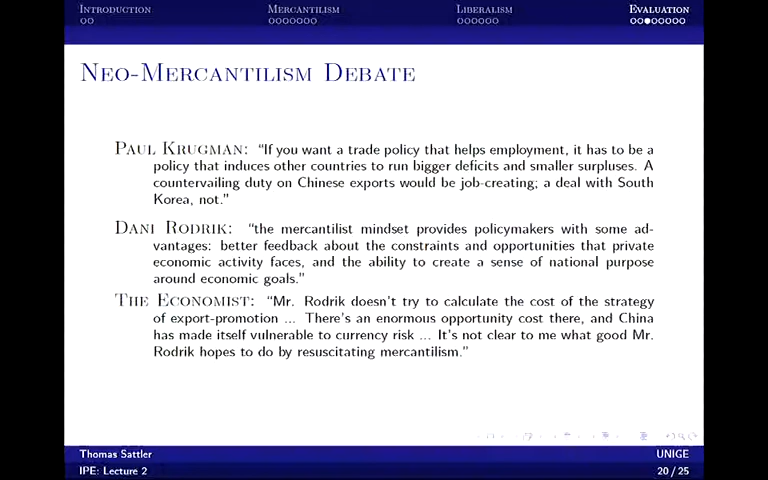 Introduction Mercantilism Liberalism Evaluation
Neo-Mercantilism Debate
Paul Krugman: “If you want a trade policy that helps employment, it has to be a
policy that induces other countries to run bigger deficits and smaller surpluses. A
countervailing duty on Chinese exports would be job-creating; a deal with South
Korea, not.”
Dani Rodrik: “the mercantilist mindset provides policymakers with some ad-
vantages: better feedback about the constraints and opportunities that private
economic activity faces, and the ability to create a sense of national purpose
around economic goals.”
The Economist: “Mr. Rodrik doesn't try to calculate the cost of the strategy
of export-promotion ... There's an enormous opportunity cost there, and China
has made itself vulnerable to currency risk ... It's not clear to me what good Mr.
Rodrik hopes to do by resuscitating mercantilism.”
Thomas Sattler UNIGE
IPE: Lecture 2 20 / 25